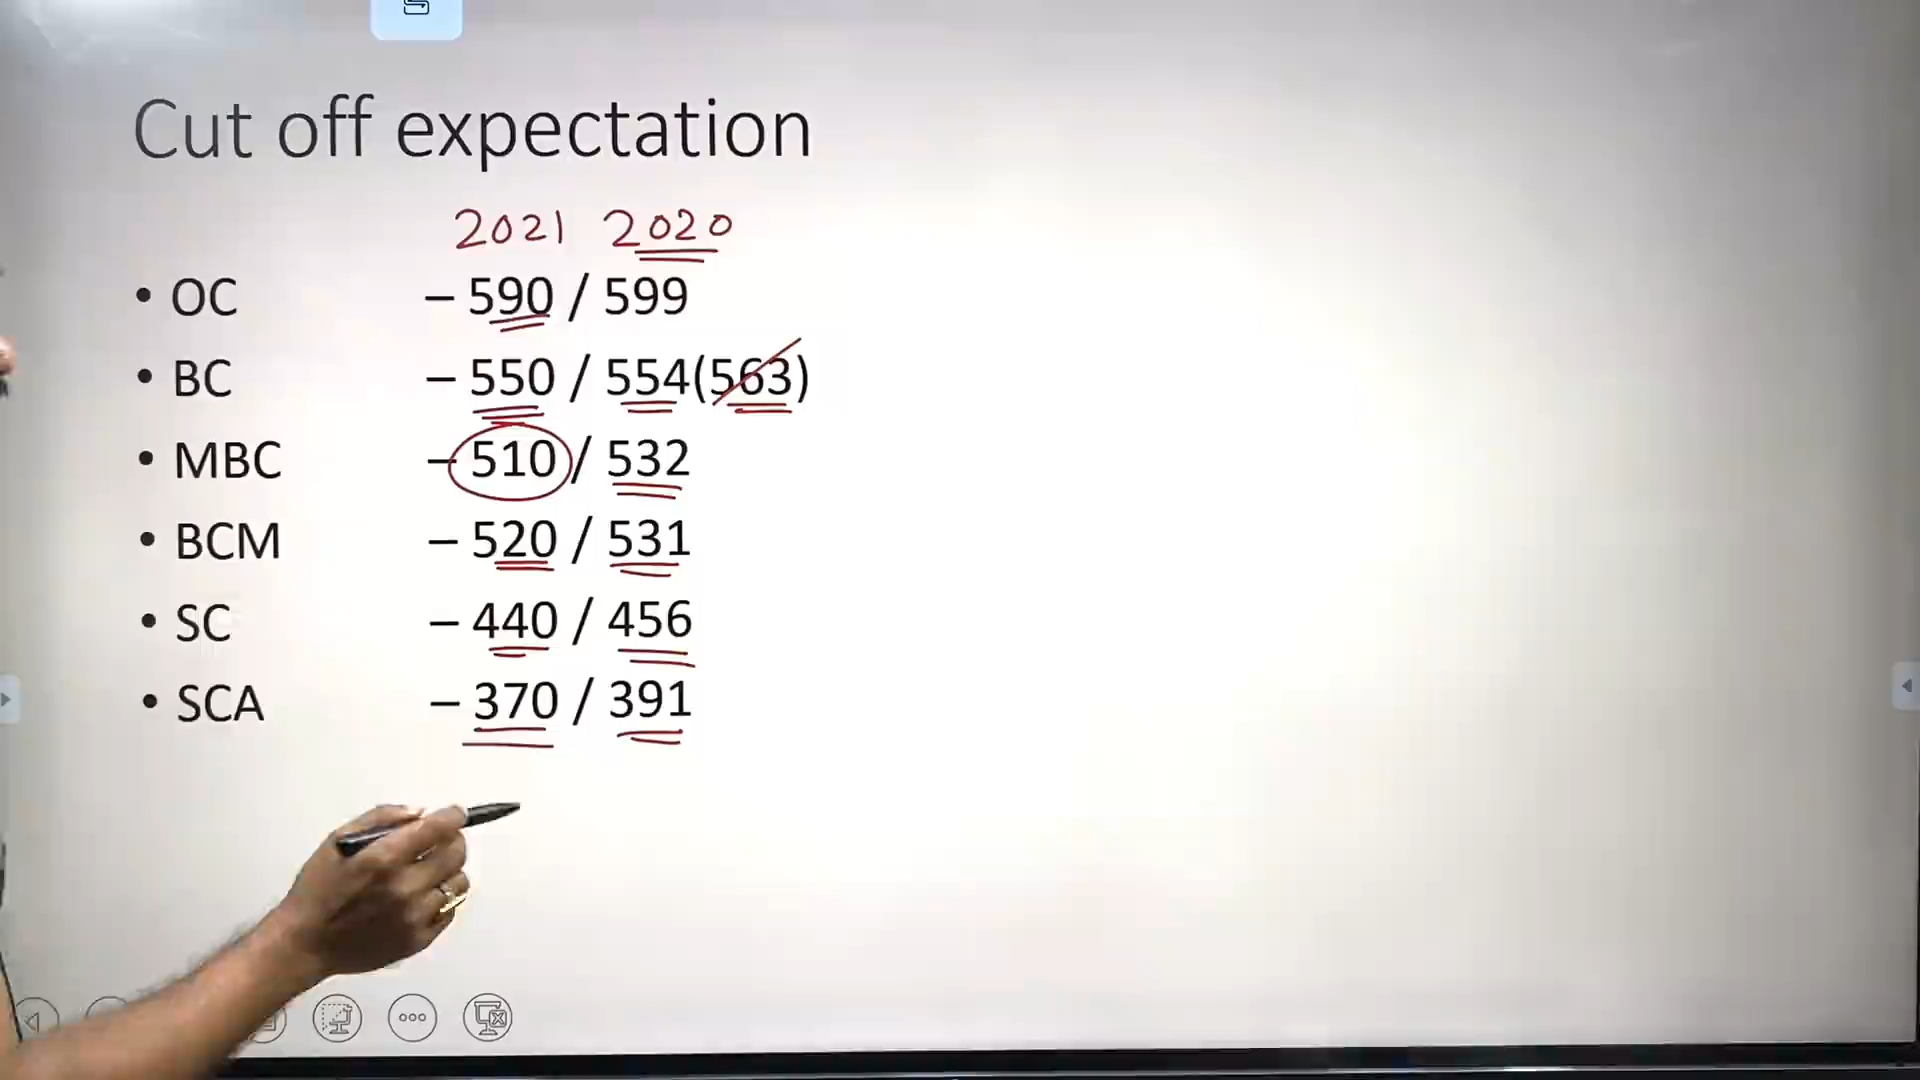 Cut off expectation
2021 2020
• OC – 590 / 599
• BC – 550 / 554(563)
• MBC – 510 / 532
• BCM – 520 / 531
• SC – 440 / 456
• SCA – 370 / 391